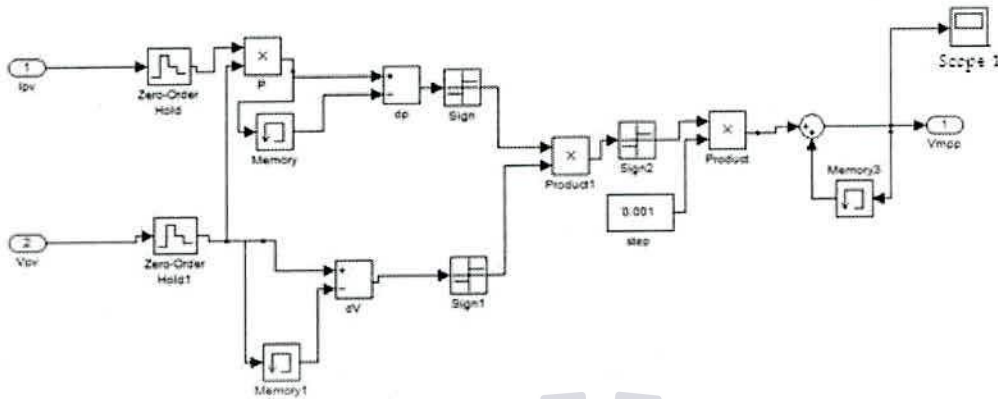 Scope 1
1
Ipv
Zero-Order
Hold
×
P
+
−
dp
Sign
Memory
×
Product1
Sign2
×
Product
+
+
1
Vmpp
Memory3
0.001
step
2
Vpv
Zero-Order
Hold1
+
−
dV
Sign1
Memory1